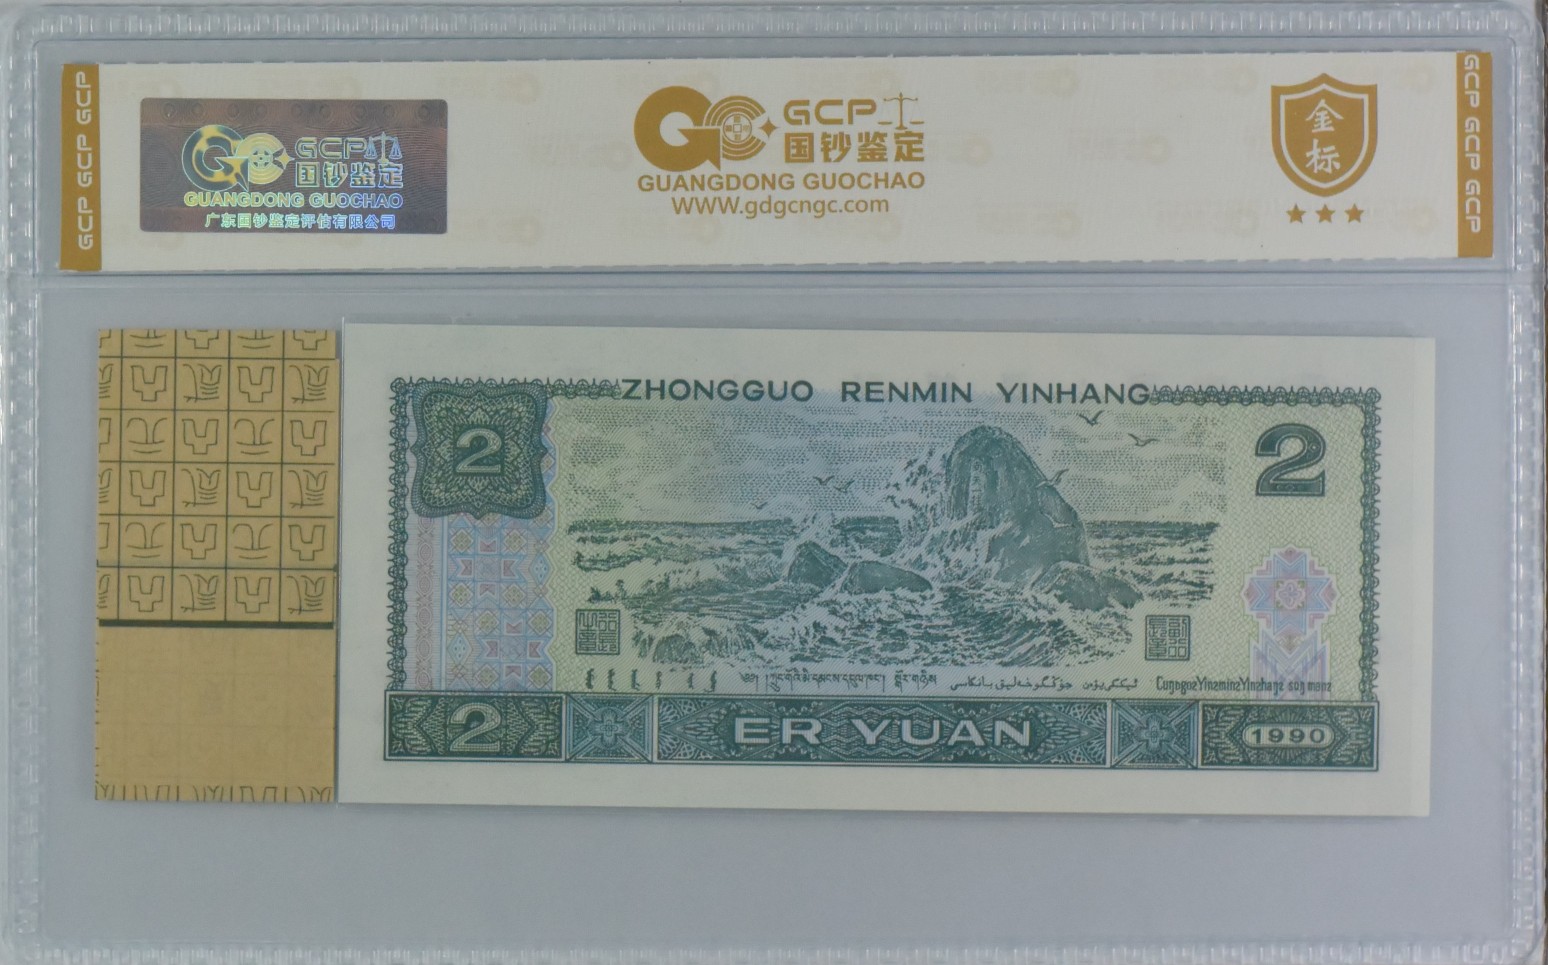 GCP GCP GCP
GCP
国钞鉴定
GUANGDONG GUOCHAO
广东国钞鉴定评估有限公司
GCP
国钞鉴定
GUANGDONG GUOCHAO
WWW.gdgcngc.com
金
标
GCP GCP GCP
ZHONGGUO RENMIN YINHANG
2
2
2
ER YUAN
1990